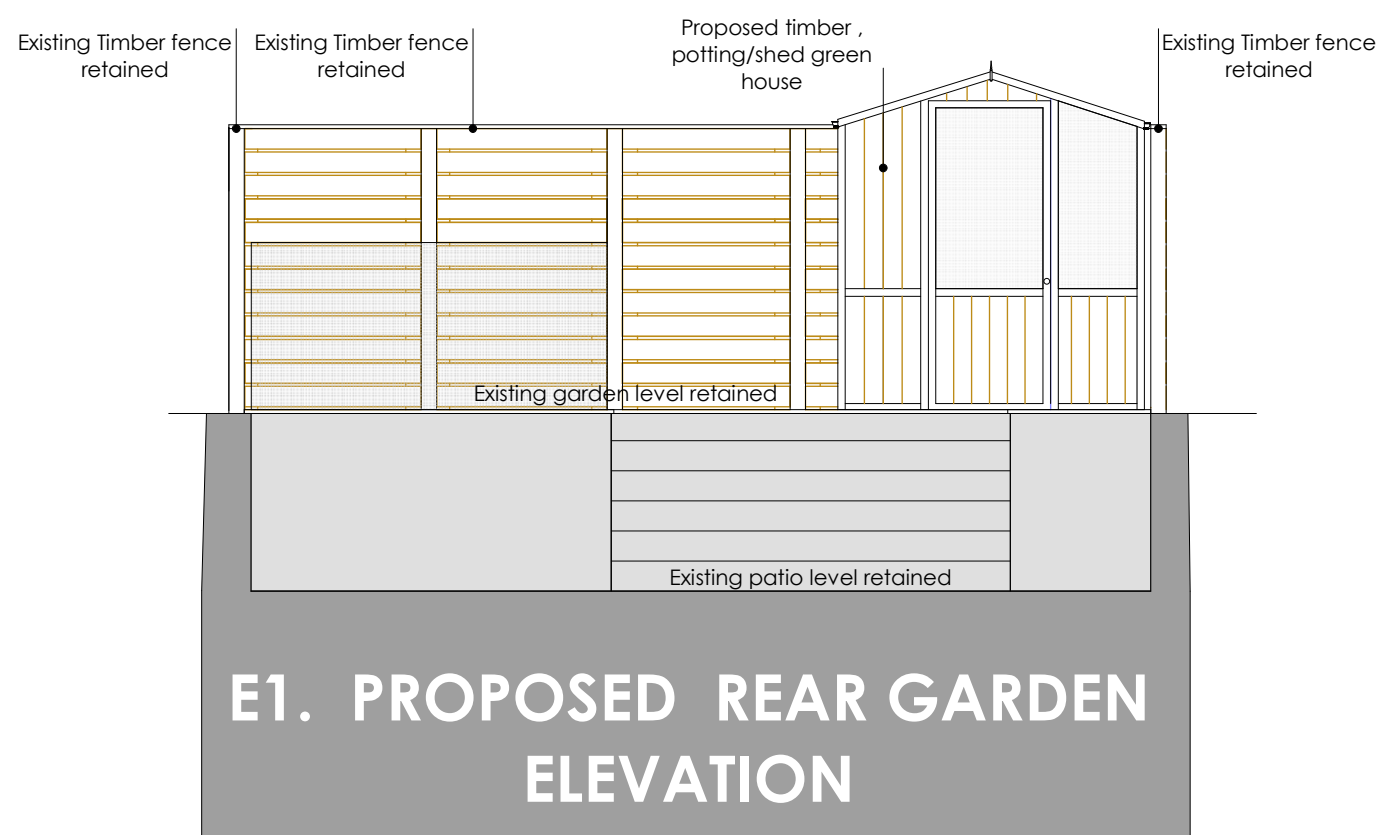 Existing Timber fence
retained
Existing Timber fence
retained
Proposed timber ,
potting/shed green
house
Existing Timber fence
retained
Existing garden level retained
Existing patio level retained
E1. PROPOSED REAR GARDEN
ELEVATION